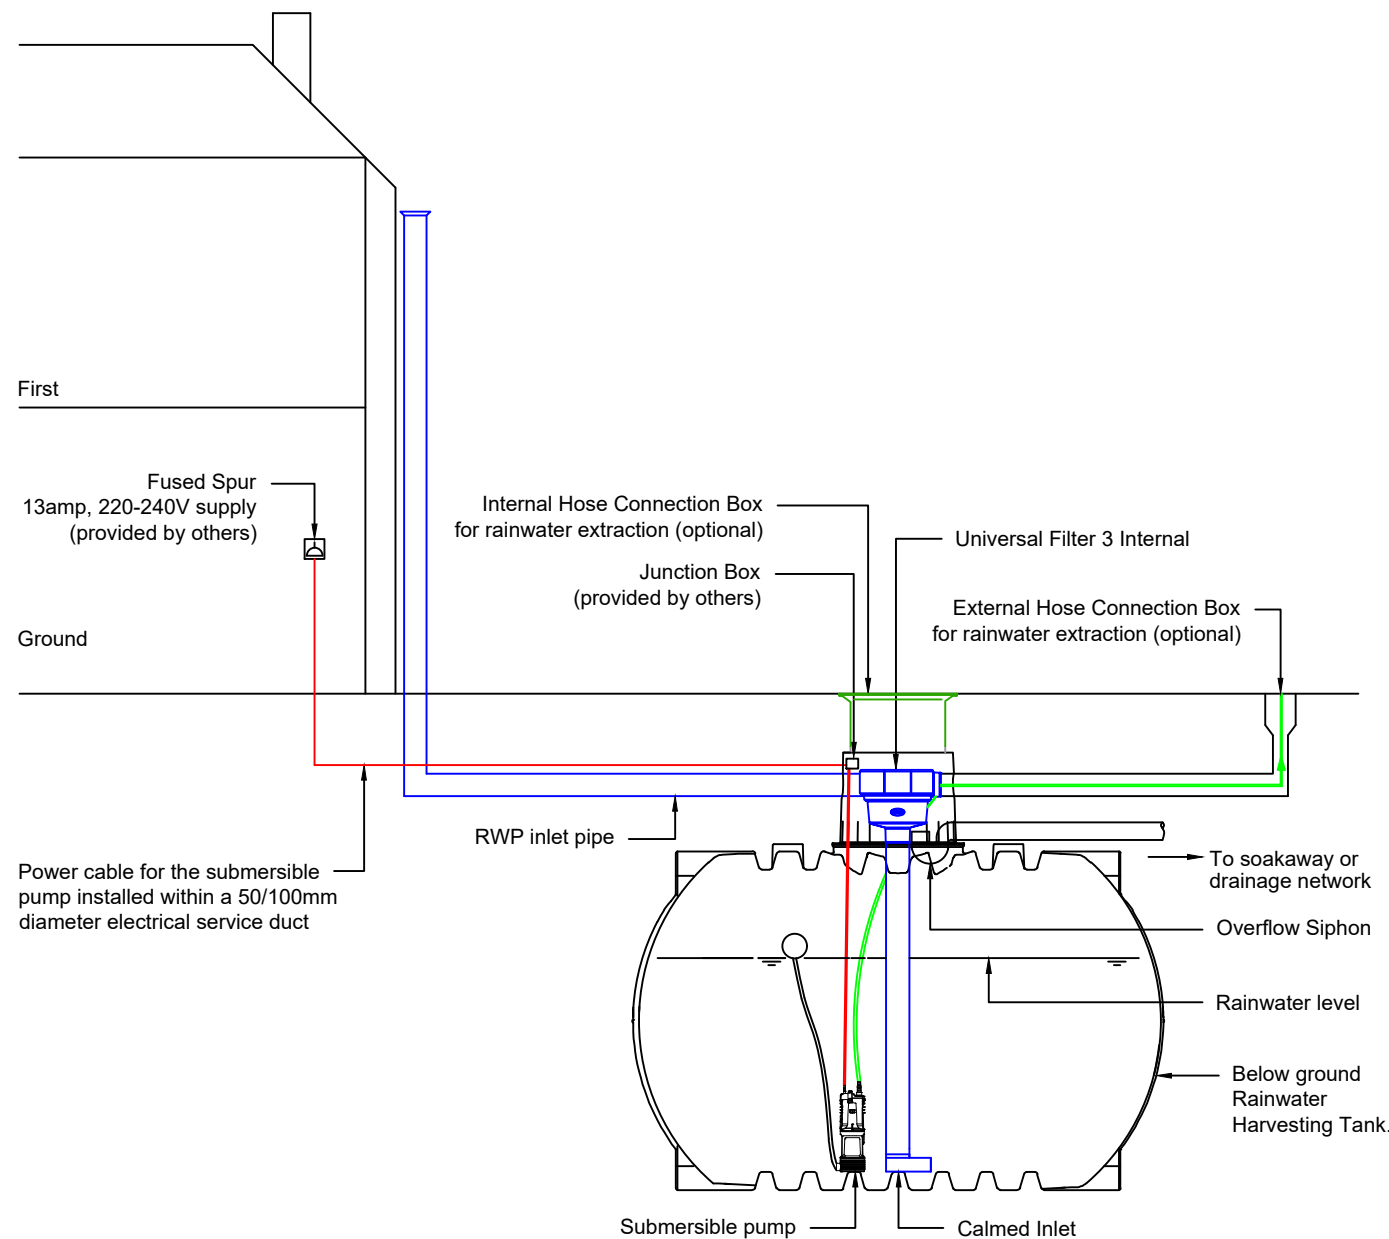 First
Fused Spur
13amp, 220-240V supply
(provided by others)
Internal Hose Connection Box
for rainwater extraction (optional)
Universal Filter 3 Internal
Junction Box
(provided by others)
External Hose Connection Box
for rainwater extraction (optional)
Ground
RWP inlet pipe
Power cable for the submersible
pump installed within a 50/100mm
diameter electrical service duct
To soakaway or
drainage network
Overflow Siphon
Rainwater level
Below ground
Rainwater
Harvesting Tank.
Submersible pump
Calmed Inlet